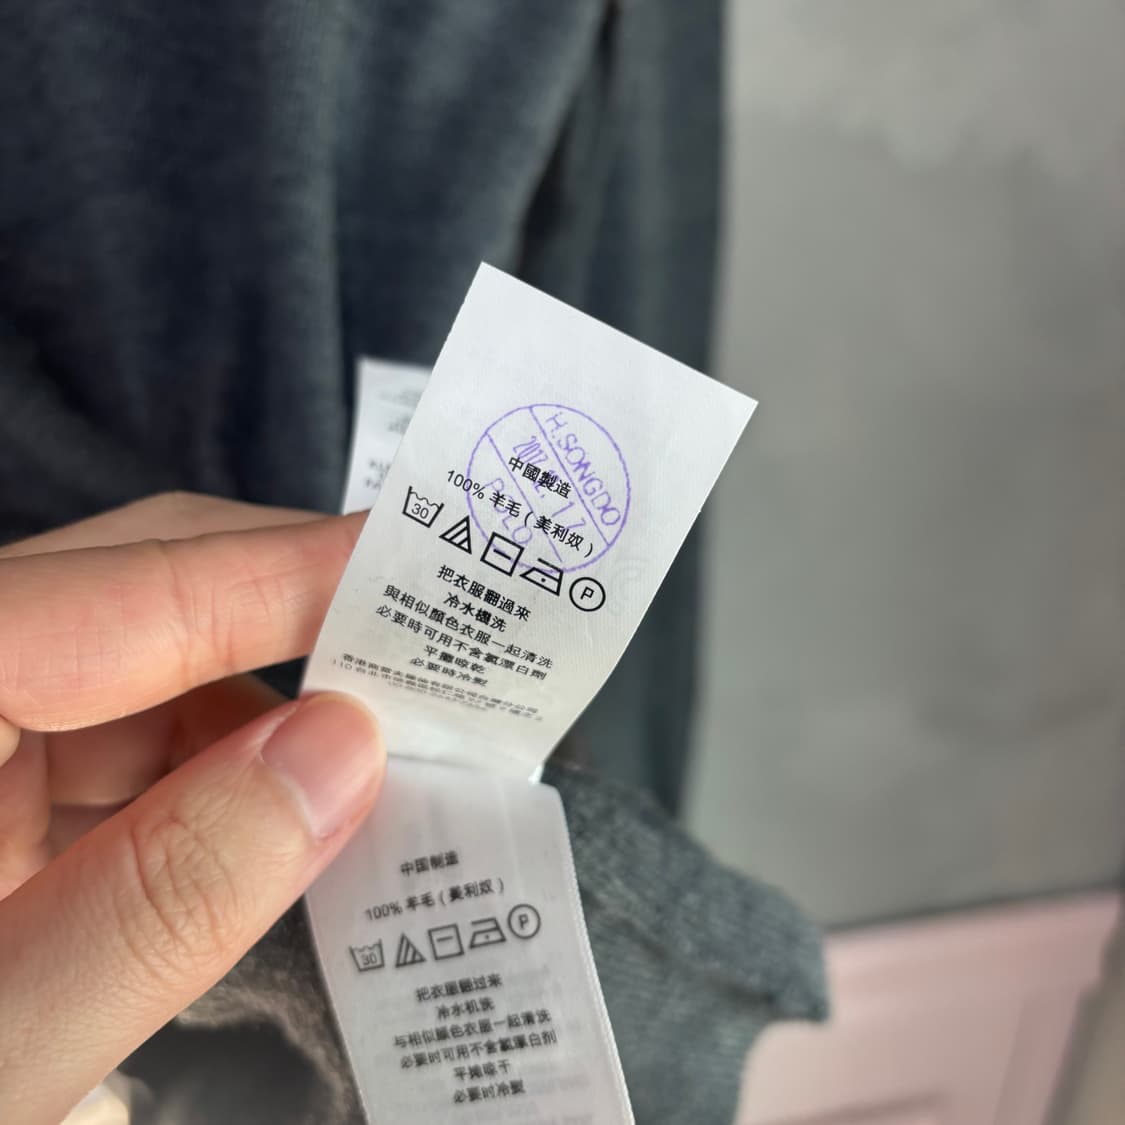 H.SONGDO
POLO
中國製造
100% 羊毛 ( 美利奴 )
30
P
把衣服翻過來
冷水機洗
與相似顏色衣服一起清洗
必要時可用不含氯漂白劑
平攤晾乾
必要時冷熨
中国制造
100% 羊毛 ( 美利奴 )
30
P
把衣服翻过来
冷水机洗
与相似颜色衣服一起清洗
必要时可用不含氯漂白剂
平摊晾干
必要时冷熨